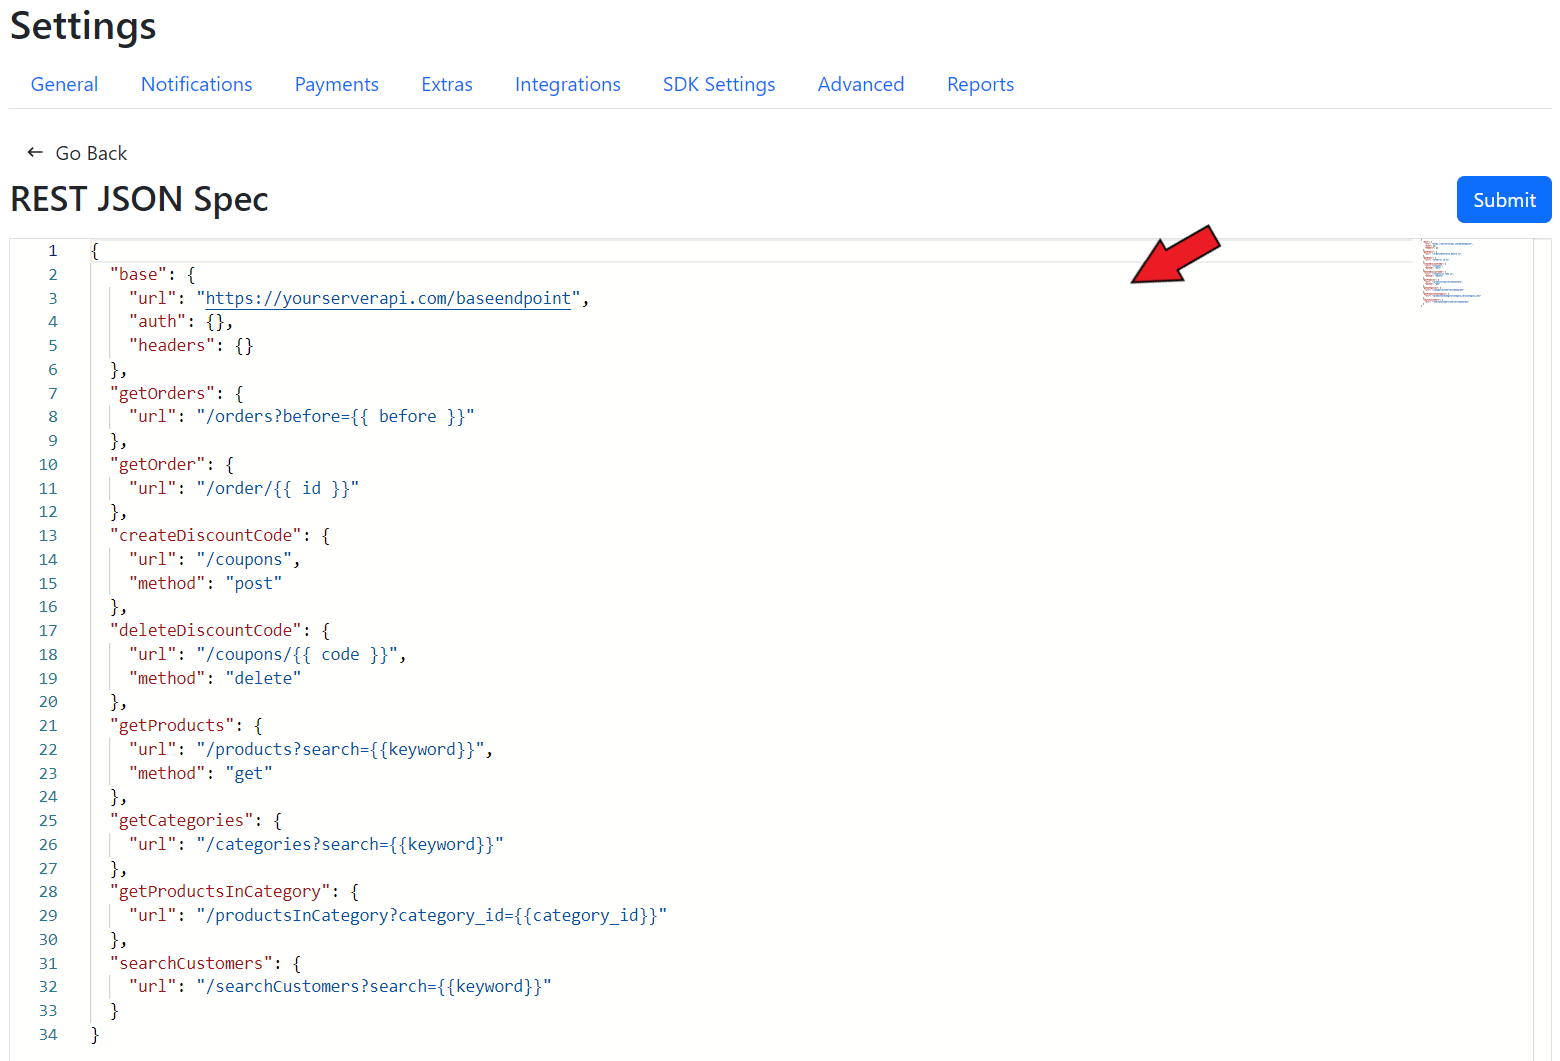 Settings
General Notifications Payments Extras Integrations SDK Settings Advanced Reports
← Go Back
REST JSON Spec
Submit
1 {
2   "base": {
3     "url": "https://yourserverapi.com/baseendpoint",
4     "auth": {},
5     "headers": {}
6   },
7   "getOrders": {
8     "url": "/orders?before={{ before }}"
9   },
10   "getOrder": {
11     "url": "/order/{{ id }}"
12   },
13   "createDiscountCode": {
14     "url": "/coupons",
15     "method": "post"
16   },
17   "deleteDiscountCode": {
18     "url": "/coupons/{{ code }}",
19     "method": "delete"
20   },
21   "getProducts": {
22     "url": "/products?search={{keyword}}",
23     "method": "get"
24   },
25   "getCategories": {
26     "url": "/categories?search={{keyword}}"
27   },
28   "getProductsInCategory": {
29     "url": "/productsInCategory?category_id={{category_id}}"
30   },
31   "searchCustomers": {
32     "url": "/searchCustomers?search={{keyword}}"
33   }
34 }